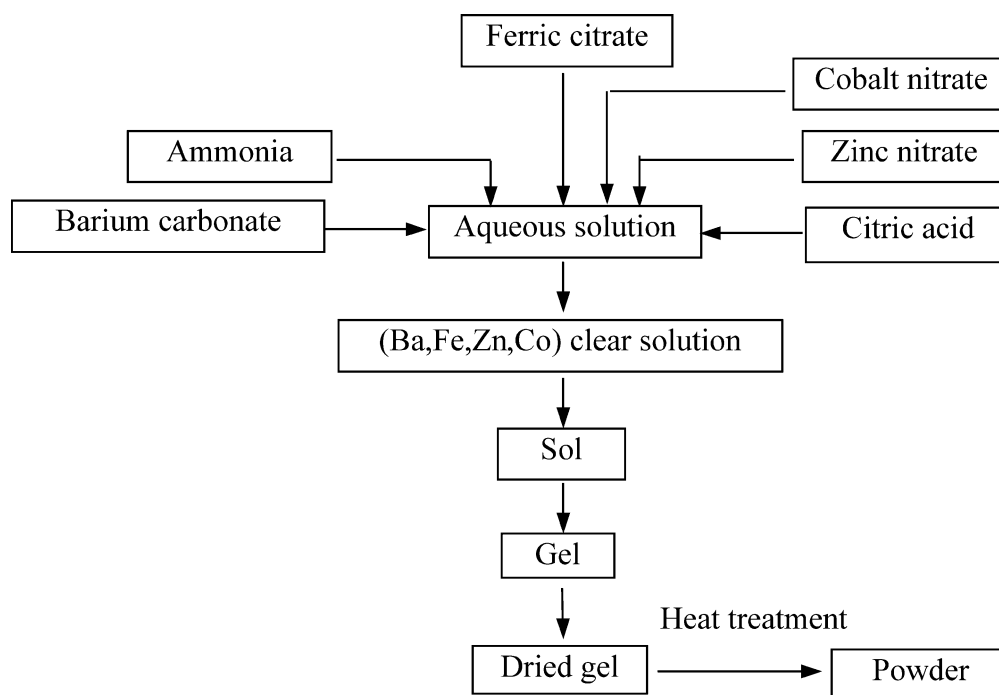 Ferric citrate
Cobalt nitrate
Ammonia
Zinc nitrate
Barium carbonate
Aqueous solution
Citric acid
(Ba,Fe,Zn,Co) clear solution
Sol
Gel
Heat treatment
Dried gel
Powder